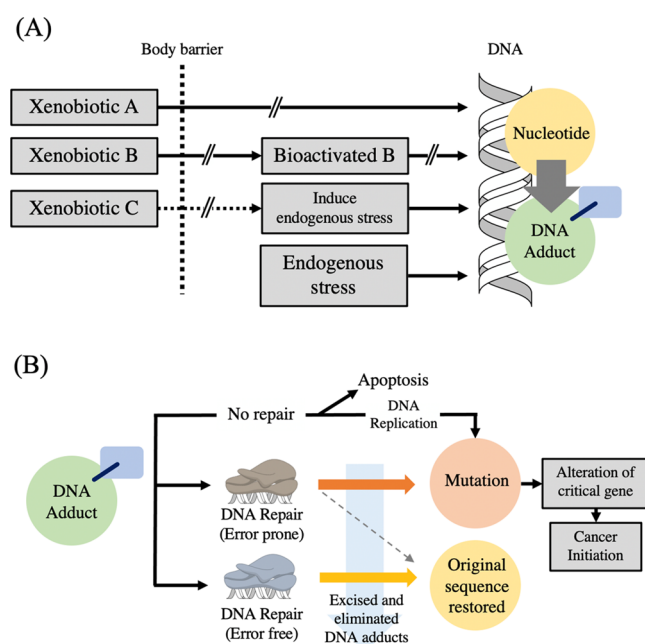 (A)
Body barrier
DNA
Xenobiotic A
Nucleotide
Xenobiotic B
Bioactivated B
Xenobiotic C
Induce
endogenous stress
DNA
Adduct
Endogenous
stress
(B)
Apoptosis
No repair
DNA
Replication
DNA
Adduct
Mutation
Alteration of
critical gene
DNA Repair
(Error prone)
Cancer
Initiation
Original
sequence
restored
DNA Repair
(Error free)
Excised and
eliminated
DNA adducts